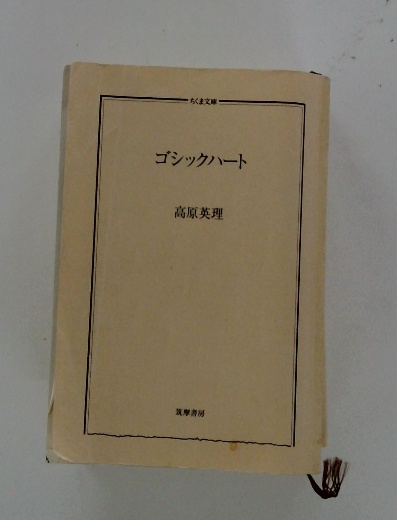 ちくま文庫
ゴシックハート
高原英理
筑摩書房